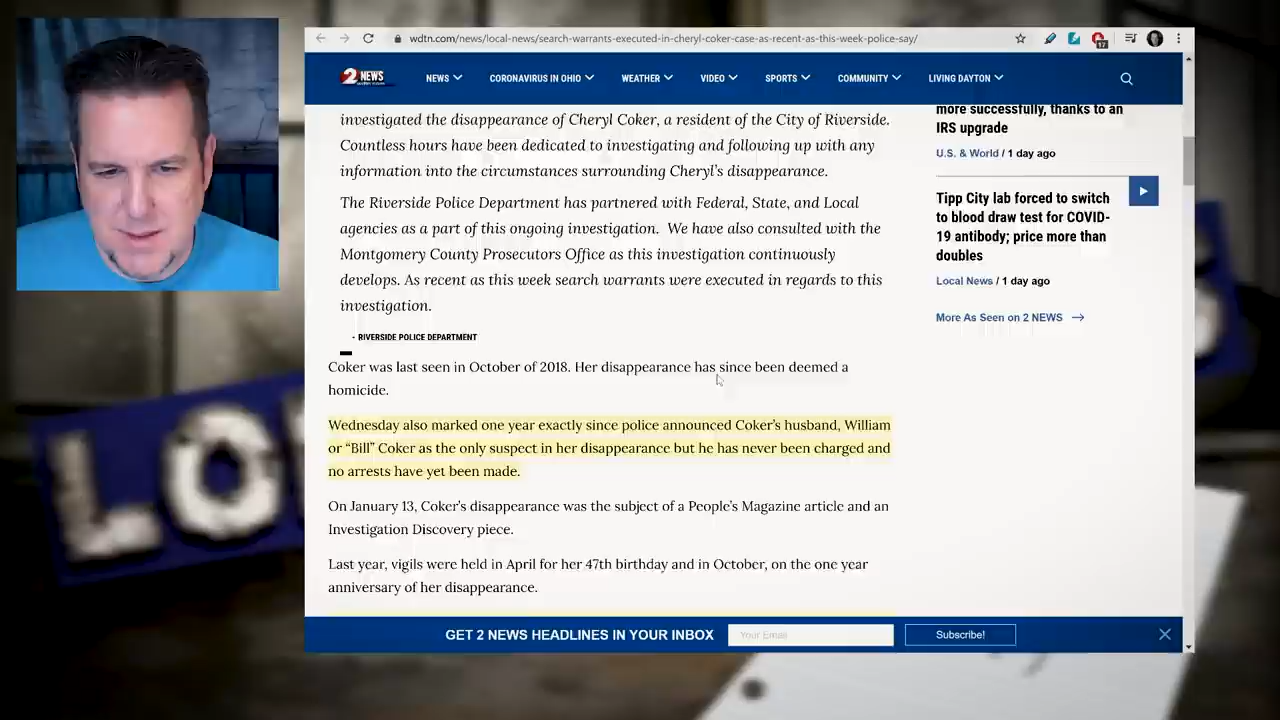 wdtn.com/news/local-news/search-warrants-executed-in-cheryl-coker-case-as-recent-as-this-week-police-say/
17
2 NEWS
NEWS
CORONAVIRUS IN OHIO
WEATHER
VIDEO
SPORTS
COMMUNITY
LIVING DAYTON
investigated the disappearance of Cheryl Coker, a resident of the City of Riverside.
Countless hours have been dedicated to investigating and following up with any
information into the circumstances surrounding Cheryl's disappearance.
The Riverside Police Department has partnered with Federal, State, and Local
agencies as a part of this ongoing investigation. We have also consulted with the
Montgomery County Prosecutors Office as this investigation continuously
develops. As recent as this week search warrants were executed in regards to this
investigation.
- RIVERSIDE POLICE DEPARTMENT
Coker was last seen in October of 2018. Her disappearance has since been deemed a
homicide.
Wednesday also marked one year exactly since police announced Coker's husband, William
or “Bill” Coker as the only suspect in her disappearance but he has never been charged and
no arrests have yet been made.
On January 13, Coker's disappearance was the subject of a People's Magazine article and an
Investigation Discovery piece.
Last year, vigils were held in April for her 47th birthday and in October, on the one year
anniversary of her disappearance.
more successfully, thanks to an
IRS upgrade
U.S. & World / 1 day ago
Tipp City lab forced to switch
to blood draw test for COVID-
19 antibody; price more than
doubles
Local News / 1 day ago
More As Seen on 2 NEWS →
GET 2 NEWS HEADLINES IN YOUR INBOX
Your Email
Subscribe!
LO